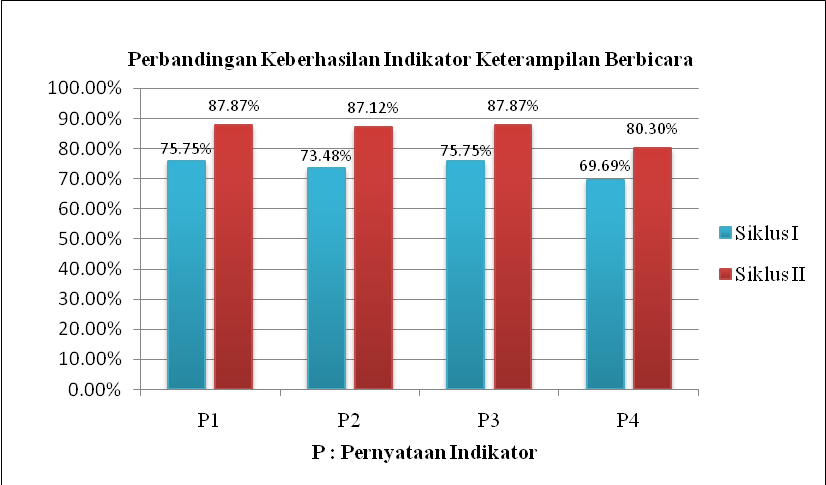 Perbandingan Keberhasilan Indikator Keterampilan Berbicara
100.00%
90.00%
80.00%
70.00%
60.00%
50.00%
40.00%
30.00%
20.00%
10.00%
0.00%
75.75%
87.87%
73.48%
87.12%
75.75%
87.87%
69.69%
80.30%
P1
P2
P3
P4
P : Pernyataan Indikator
Siklus I
Siklus II